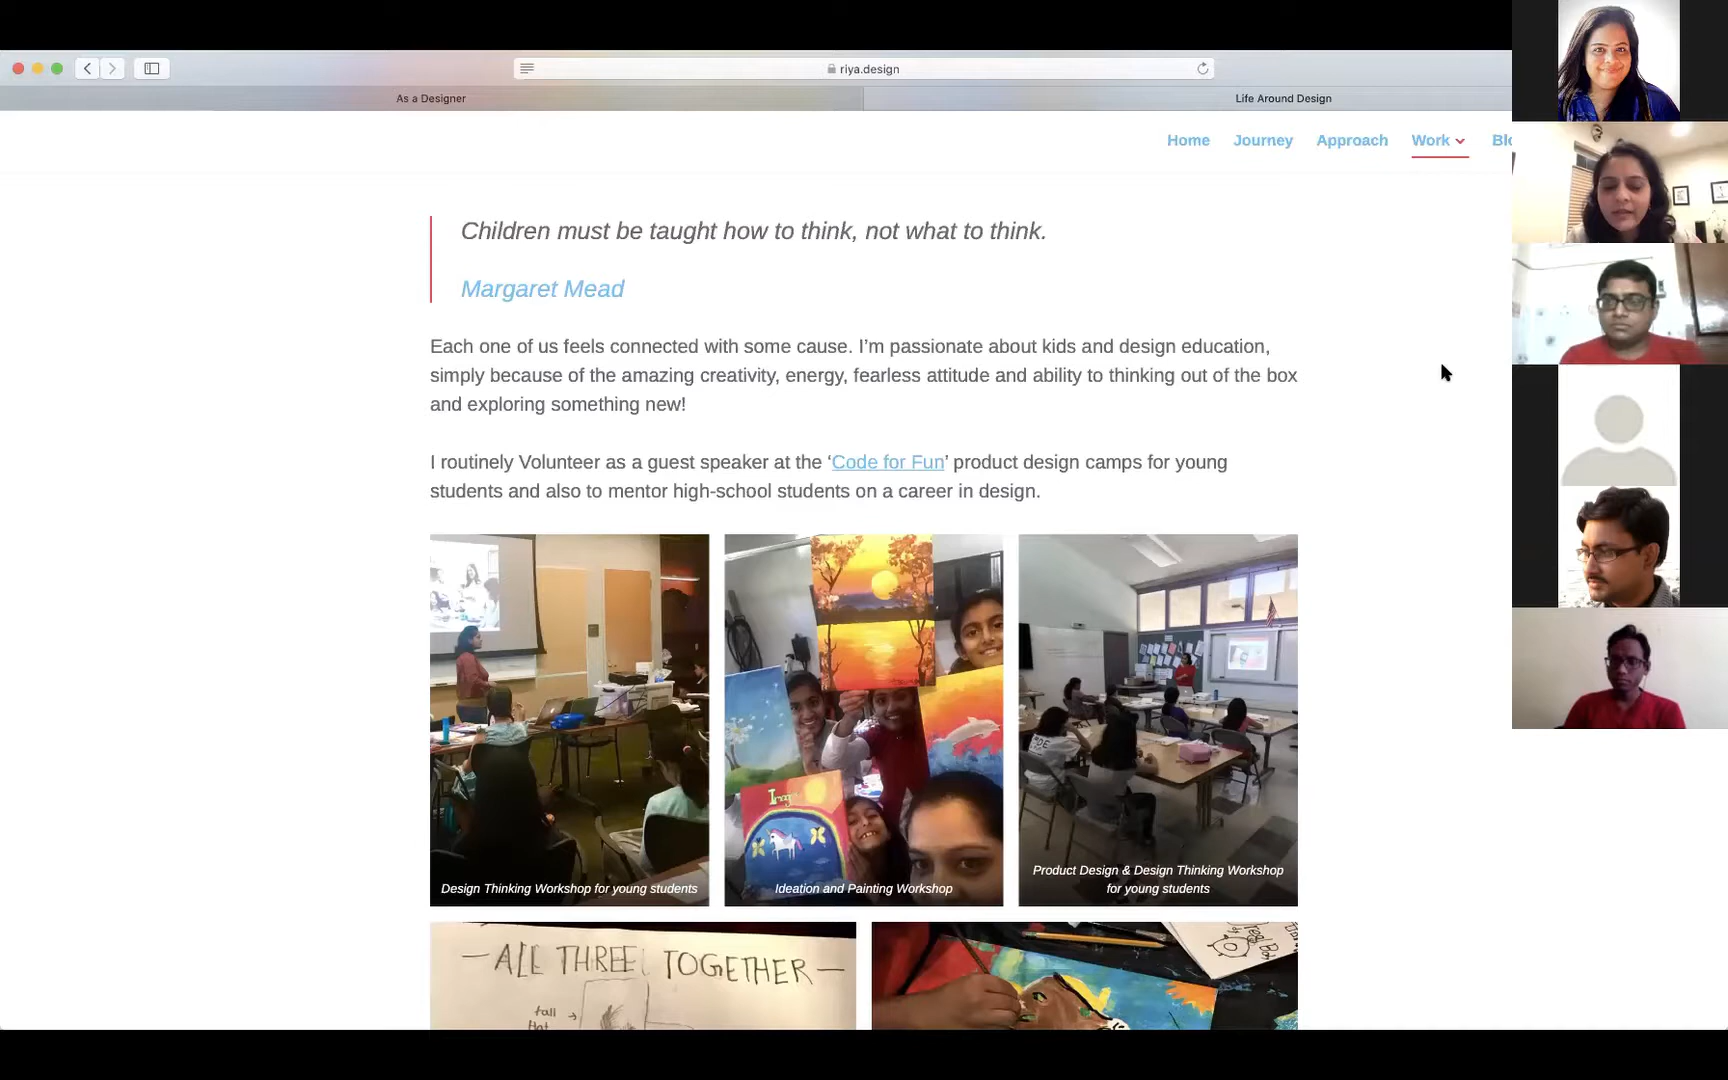 riya.design
As a Designer
Life Around Design
Home Journey Approach Work
Children must be taught how to think, not what to think.
Margaret Mead
Each one of us feels connected with some cause. I’m passionate about kids and design education,
simply because of the amazing creativity, energy, fearless attitude and ability to thinking out of the box
and exploring something new!
I routinely Volunteer as a guest speaker at the ‘Code for Fun’ product design camps for young
students and also to mentor high-school students on a career in design.
Design Thinking Workshop for young students
Ideation and Painting Workshop
Product Design & Design Thinking Workshop
for young students
— ALL THREE TOGETHER —
tall
Hat